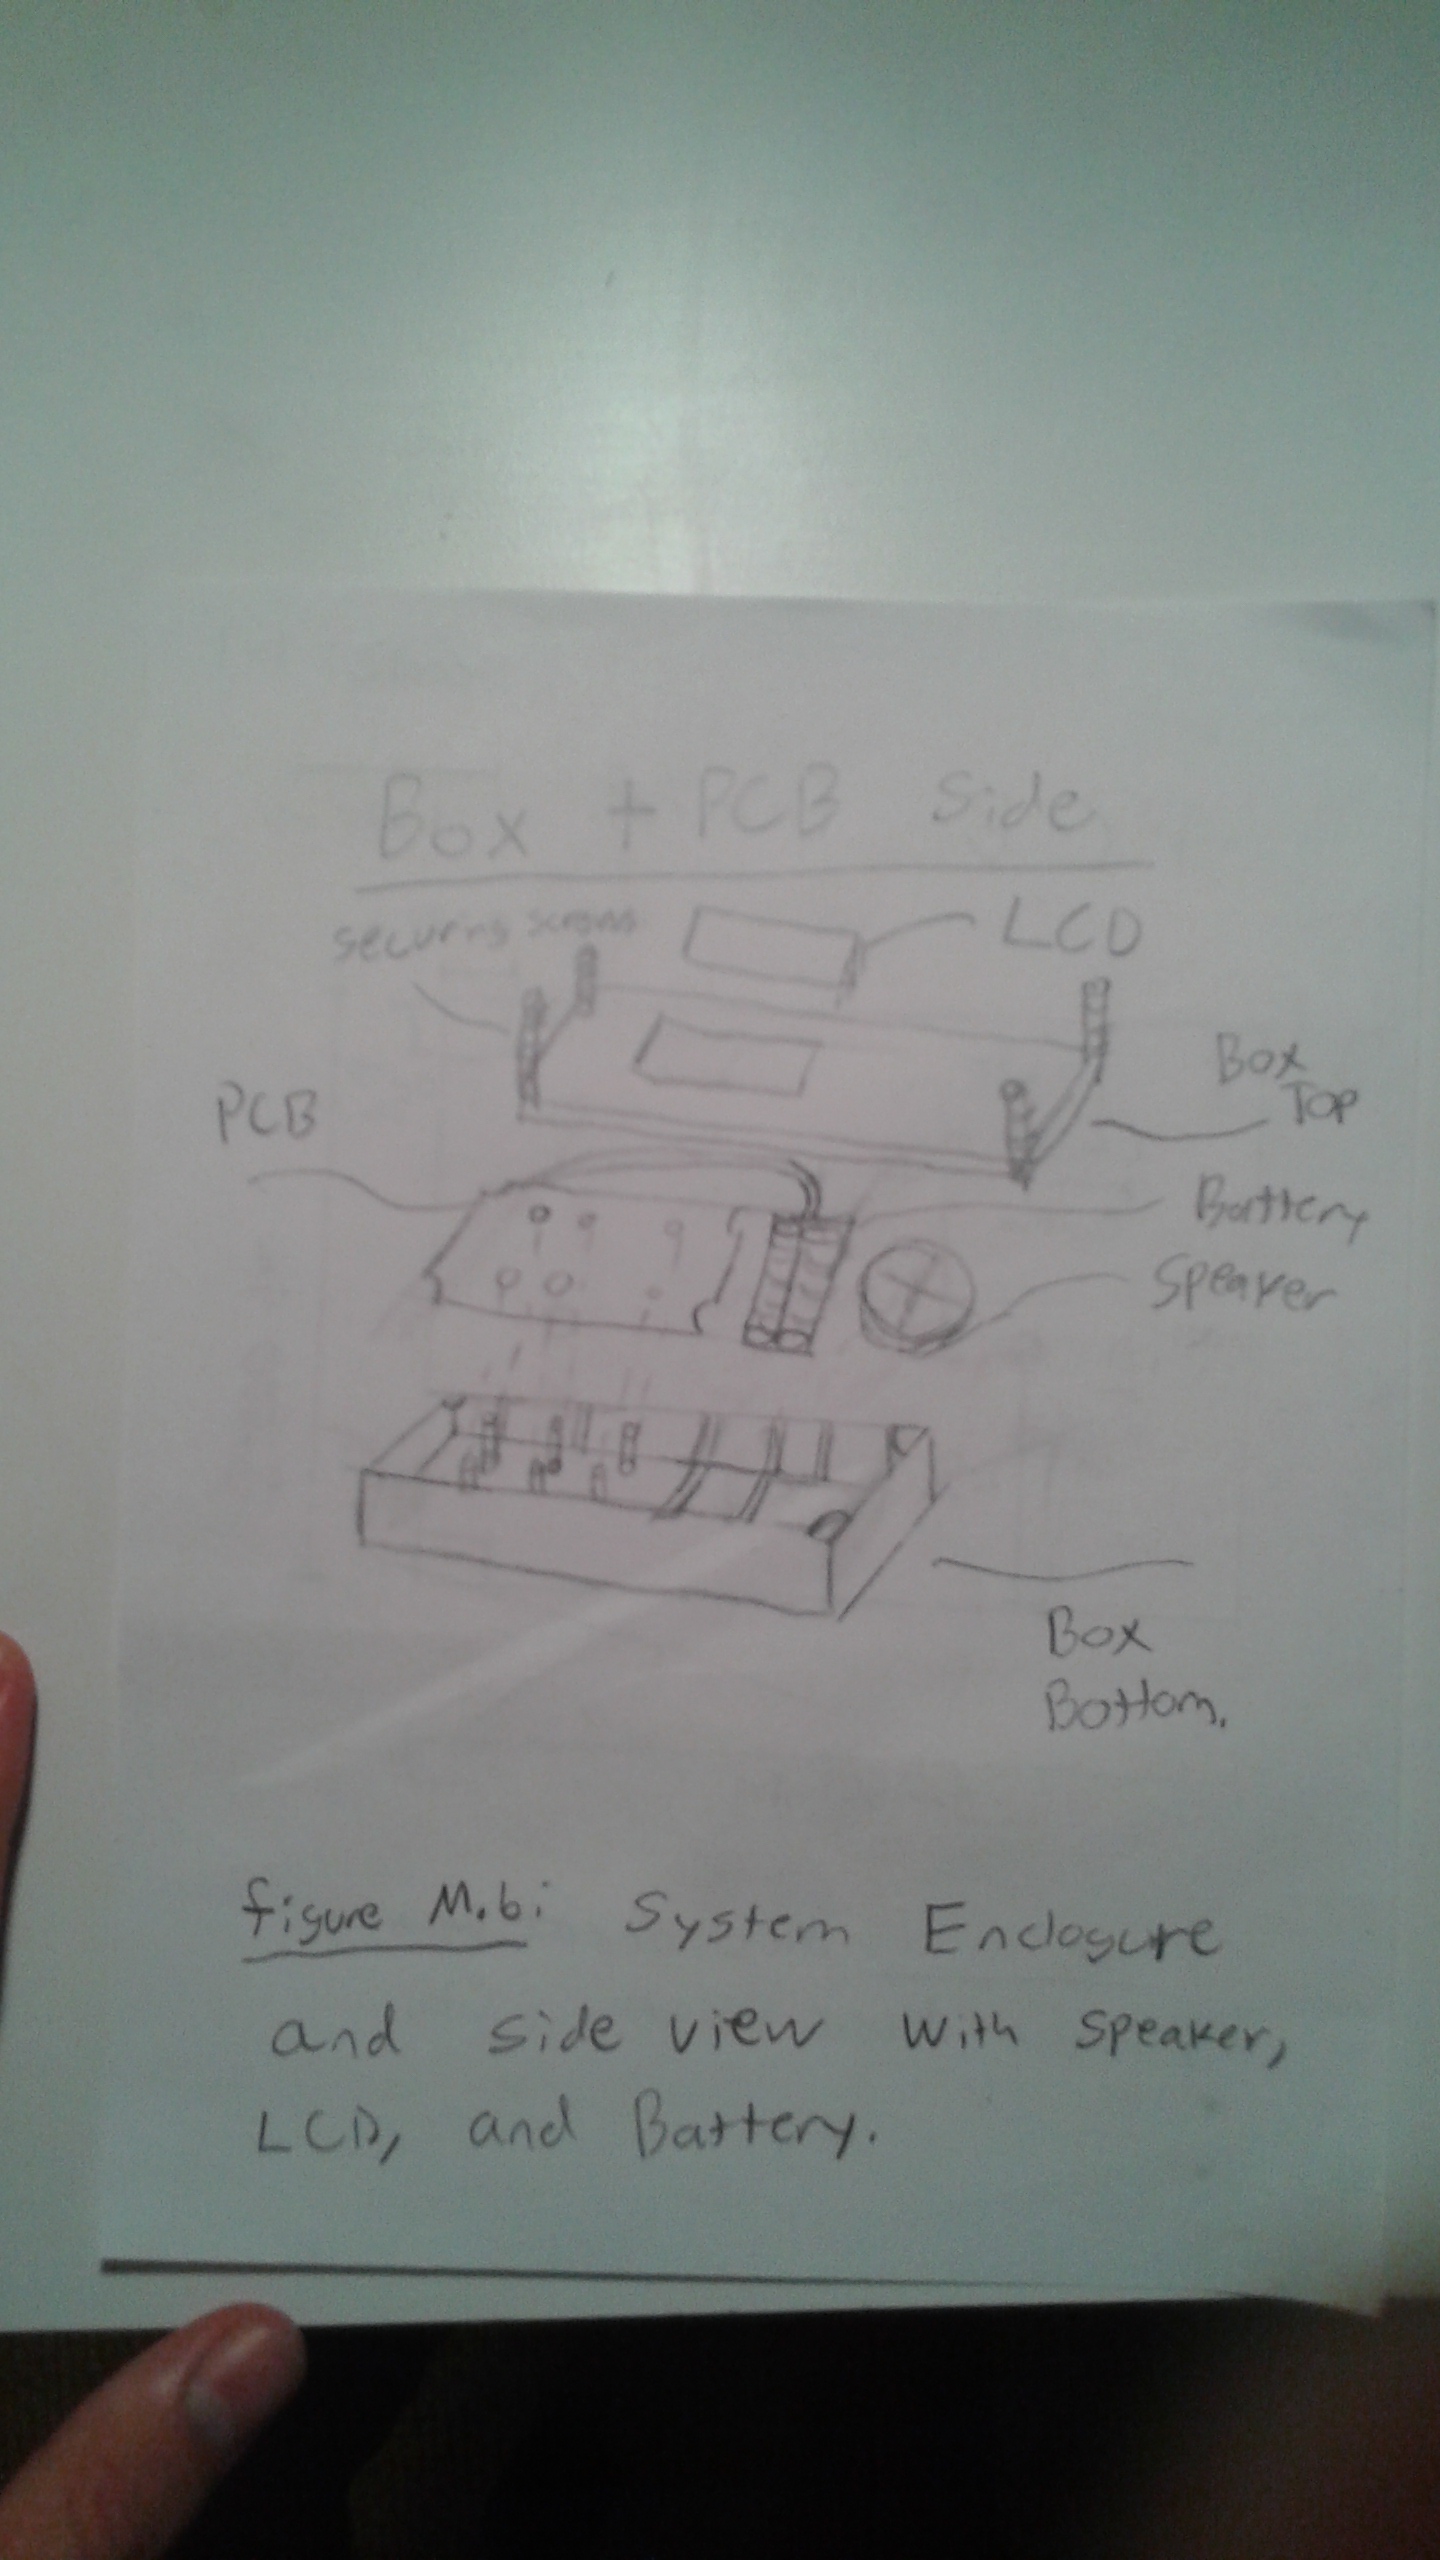 Box + PCB Side
securing screws
LCD
Box
Top
PCB
Battery
Speaker
Box
Bottom.
figure M.6: System Enclosure
and side view with speaker,
LCD, and Battery.